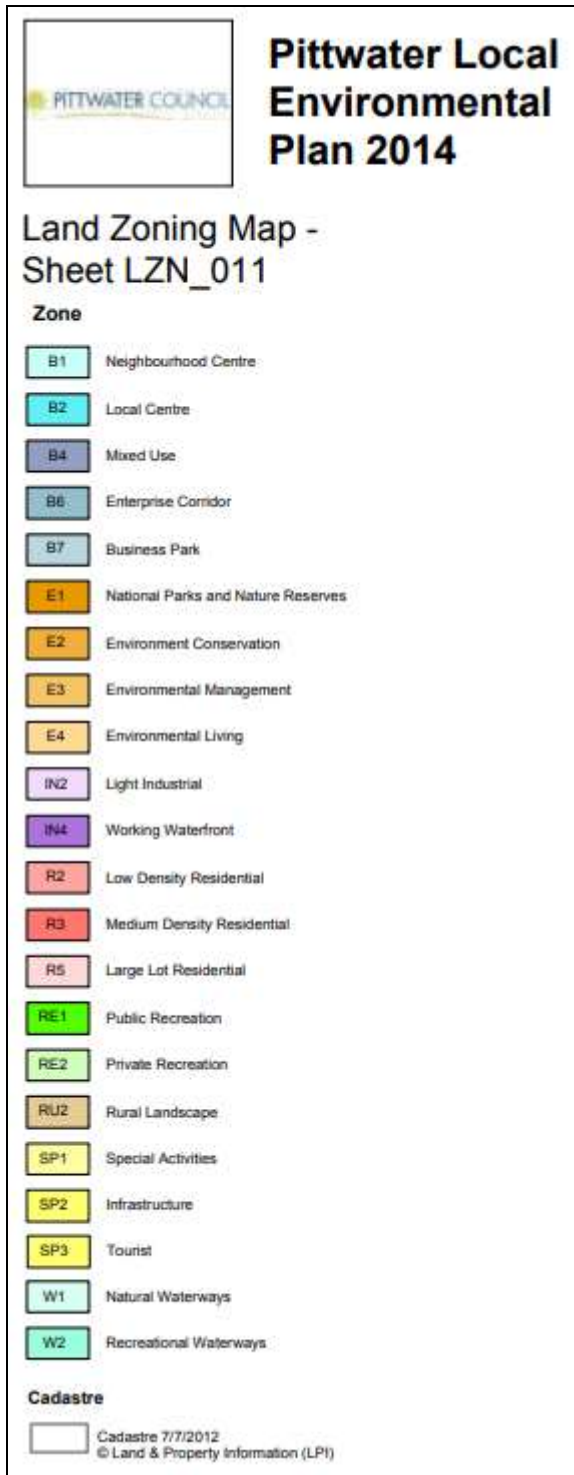 PITTWATER COUNCIL
Pittwater Local
Environmental
Plan 2014
Land Zoning Map -
Sheet LZN_011
Zone
B1 Neighbourhood Centre
B2 Local Centre
B4 Mixed Use
B6 Enterprise Corridor
B7 Business Park
E1 National Parks and Nature Reserves
E2 Environment Conservation
E3 Environmental Management
E4 Environmental Living
IN2 Light Industrial
IN4 Working Waterfront
R2 Low Density Residential
R3 Medium Density Residential
R5 Large Lot Residential
RE1 Public Recreation
RE2 Private Recreation
RU2 Rural Landscape
SP1 Special Activities
SP2 Infrastructure
SP3 Tourist
W1 Natural Waterways
W2 Recreational Waterways
Cadastre
Cadastre 7/7/2012
© Land & Property Information (LPI)